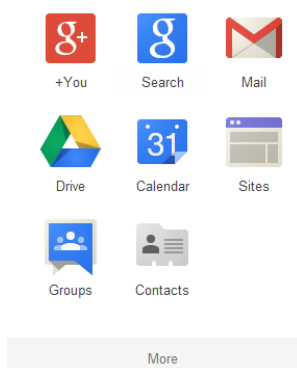 g+
+You
g
Search
Mail
Drive
31
Calendar
Sites
Groups
Contacts
More